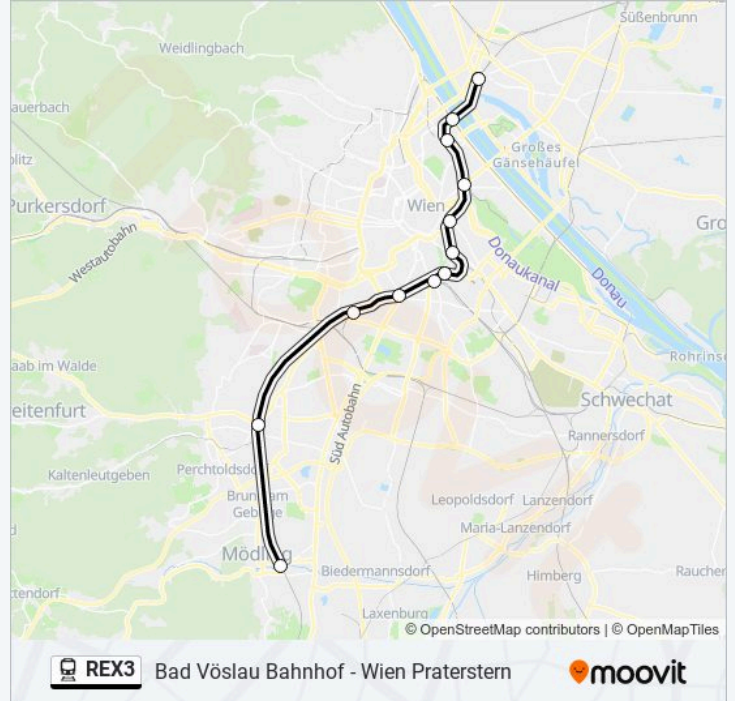 Süßenbrunn
Weidlingbach
auerbach
Großes
Gänsehäufel
olitz
Purkersdorf
Wien
Gro
Westautobahn
Donaukanal
Donau
Rohrins
aab im Walde
eitenfurt
Süd Autobahn
Schwechat
Rannersdorf
Kaltenleutgeben
Perchtoldsdo
Brunn am
Gebirge
Leopoldsdorf
Lanzendorf
Maria-Lanzendorf
Mödling
Biedermannsdorf
Himberg
Raucher
ttendorf
Laxenburg
© OpenStreetMap contributors | © OpenMapTiles
REX3 Bad Vöslau Bahnhof - Wien Praterstern
moovit